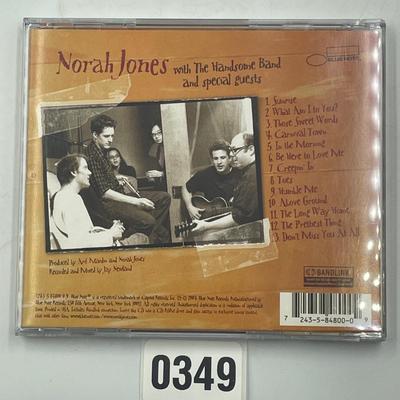 Norah Jones with The Handsome Band
and special guests
BLUE NOTE
1. Sunrise
2. What Am I to You?
3. Those Sweet Words
4. Carnival Town
5. In the Morning
6. Be Here to Love Me
7. Creepin' In
8. Toes
9. Humble Me
10. Above Ground
11. The Long Way Home
12. The Prettiest Thing
13. Don't Miss You At All
Produced by Arif Mardin and Norah Jones
Recorded and Mixed by Jay Newland
CD BANDLINK
7 243-5-84800-0 9
0349